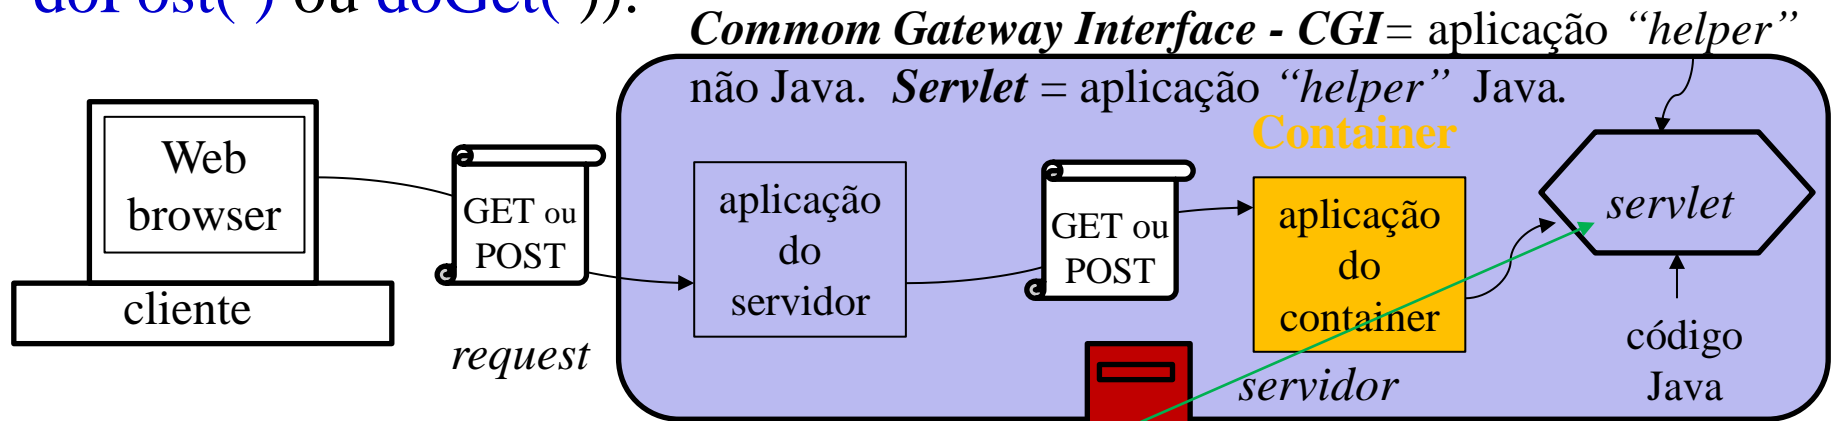 doPost( ) ou doGet( )).
Commom Gateway Interface - CGI= aplicação “helper”
não Java. Servlet = aplicação “helper” Java.
Container
Web
browser
cliente
GET ou
POST
request
aplicação
do
servidor
GET ou
POST
aplicação
do
container
servidor
servlet
código
Java